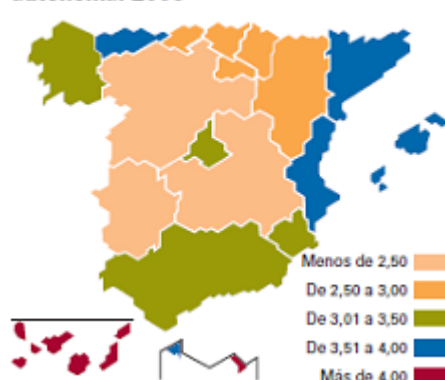 Menos de 2,50
De 2,50 a 3,00
De 3,01 a 3,50
De 3,51 a 4,00
Más de 4,00